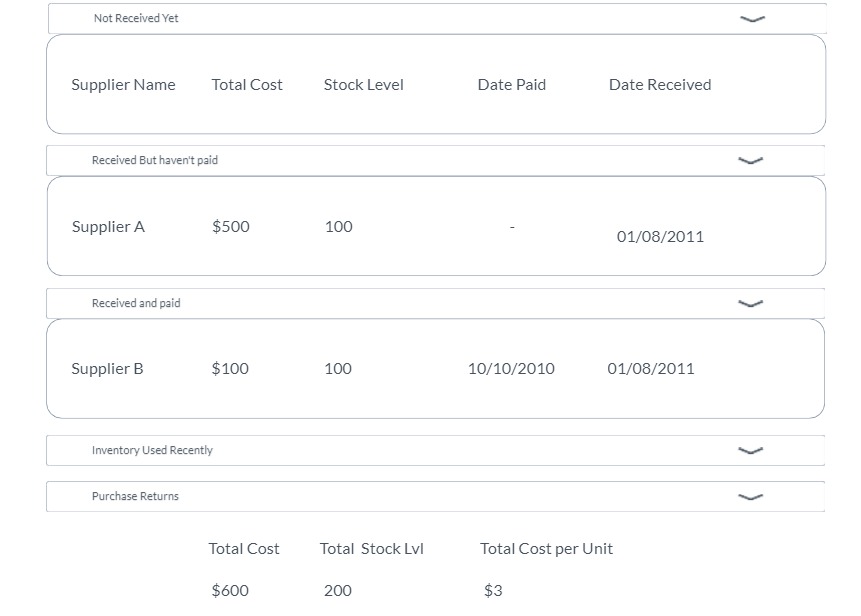 Not Received Yet
Supplier Name Total Cost Stock Level Date Paid Date Received
Received But haven't paid
Supplier A $500 100 - 01/08/2011
Received and paid
Supplier B $100 100 10/10/2010 01/08/2011
Inventory Used Recently
Purchase Returns
Total Cost Total Stock Lvl Total Cost per Unit
$600 200 $3